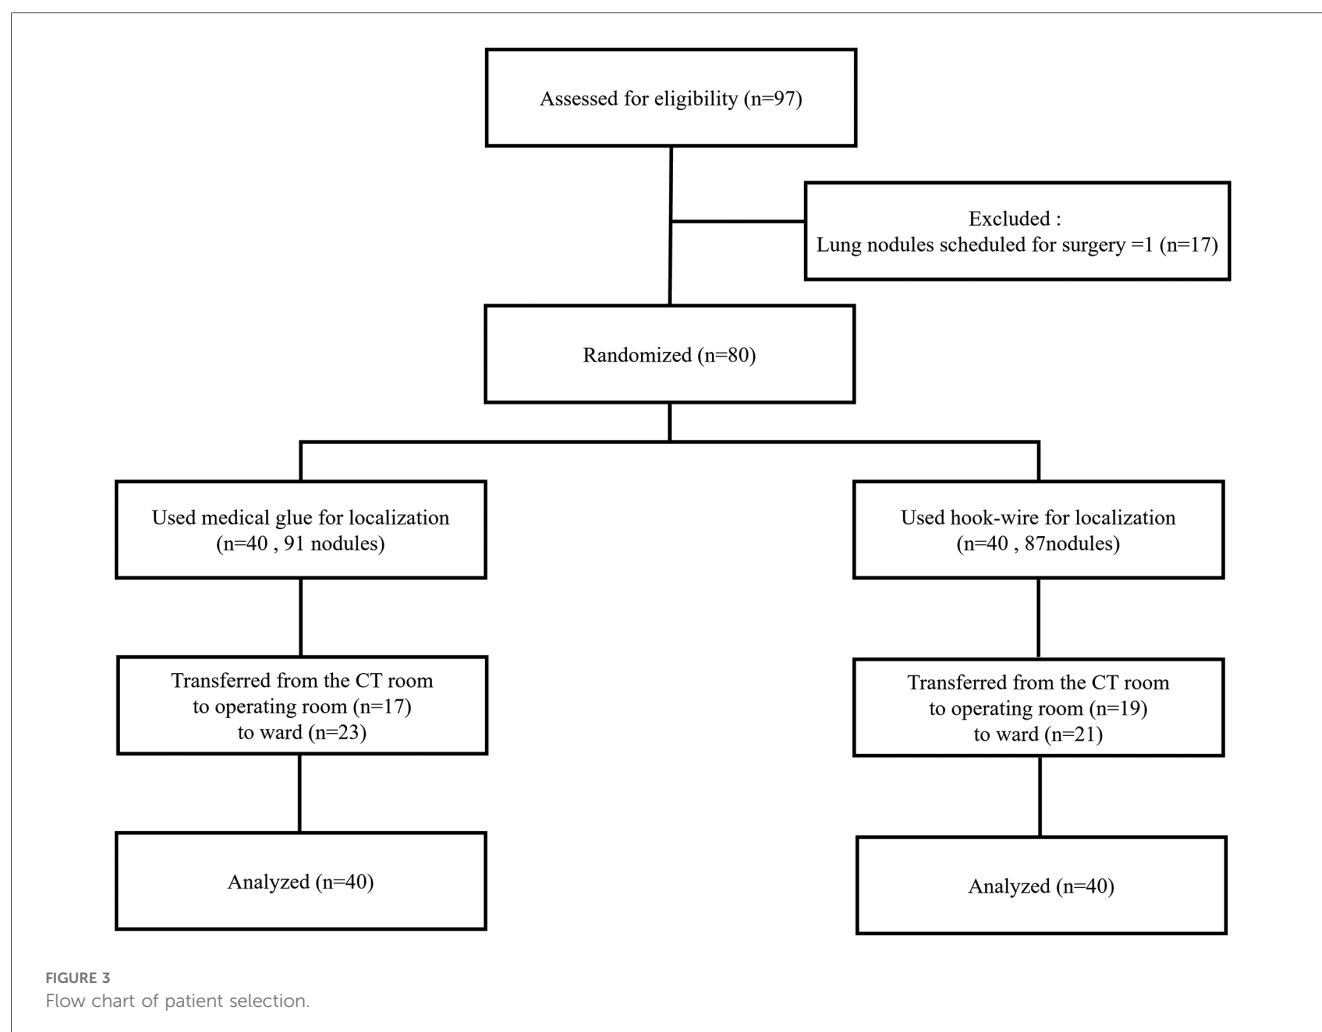 Assessed for eligibility (n=97)
Excluded :
Lung nodules scheduled for surgery =1 (n=17)
Randomized (n=80)
Used medical glue for localization
(n=40 , 91 nodules)
Used hook-wire for localization
(n=40 , 87nodules)
Transferred from the CT room
to operating room (n=17)
to ward (n=23)
Transferred from the CT room
to operating room (n=19)
to ward (n=21)
Analyzed (n=40)
Analyzed (n=40)
FIGURE 3
Flow chart of patient selection.